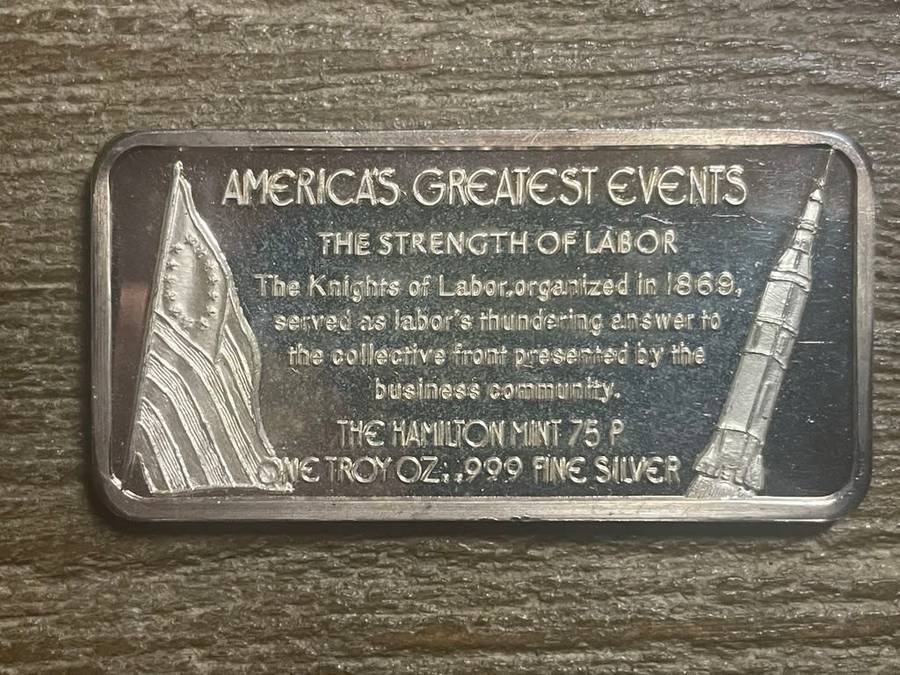 AMERICA'S GREATEST EVENTS
THE STRENGTH OF LABOR
The Knights of Labor, organized in 1869,
served as labor's thundering answer to
the collective front presented by the
business community.
THE HAMILTON MINT 75 P
ONE TROY OZ. .999 FINE SILVER